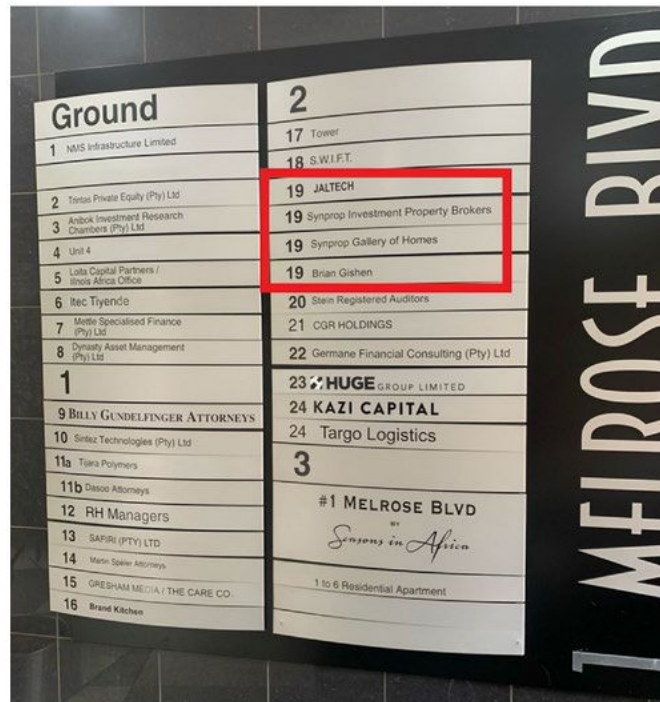 Ground
1 NMS Infrastructure Limited
2 Trintas Private Equity (Pty) Ltd
3 Anibok Investment Research
Chambers (Pty) Ltd
4 Unit 4
5 Loita Capital Partners /
Illnois Africa Office
6 Itec Tiyende
7 Mettle Specialised Finance
(Pty) Ltd
8 Dynasty Asset Management
(Pty) Ltd
1
9 BILLY GUNDELFINGER ATTORNEYS
10 Sintez Technologies (Pty) Ltd
11a Tijara Polymers
11b Dasoo Attorneys
12 RH Managers
13 SAFIRI (PTY) LTD
14 Martin Speier Attorneys
15 GRESHAM MEDIA / THE CARE CO.
16 Brand Kitchen
2
17 Tower
18 S.W.I.F.T.
19 JALTECH
19 Synprop Investment Property Brokers
19 Synprop Gallery of Homes
19 Brian Gishen
20 Stein Registered Auditors
21 CGR HOLDINGS
22 Germane Financial Consulting (Pty) Ltd
23 HUGE GROUP LIMITED
24 KAZI CAPITAL
24 Targo Logistics
3
#1 MELROSE BLVD
BY
Seasons in Africa
1 to 6 Residential Apartment
1 MELROSE BLVD